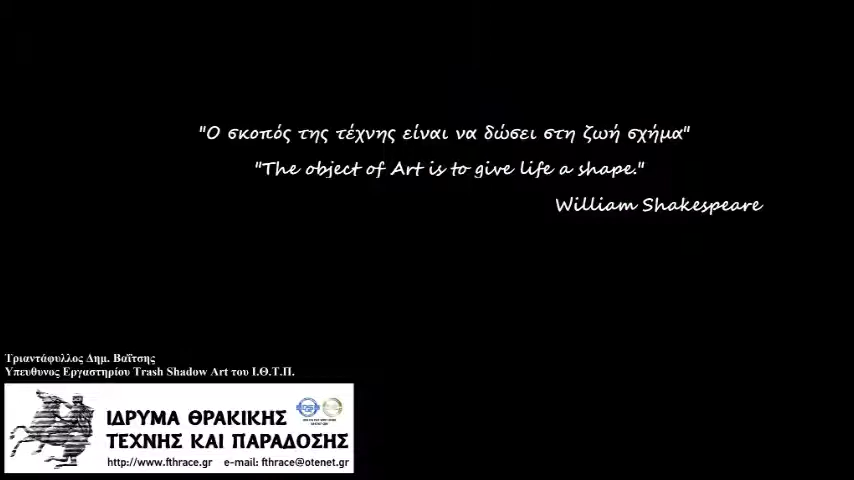 "Ο σκοπός της τέχνης είναι να δώσει στη ζωή σχήμα"
"The object of Art is to give life a shape."
William Shakespeare
Τριαντάφυλλος Δημ. Βαΐτσης
Υπευθυνος Εργαστηρίου Trash Shadow Art του Ι.Θ.Τ.Π.
ΙΔΡΥΜΑ ΘΡΑΚΙΚΗΣ
ΤΕΧΝΗΣ ΚΑΙ ΠΑΡΑΔΟΣΗΣ
http://www.fthrace.gr e-mail: fthrace@otenet.gr